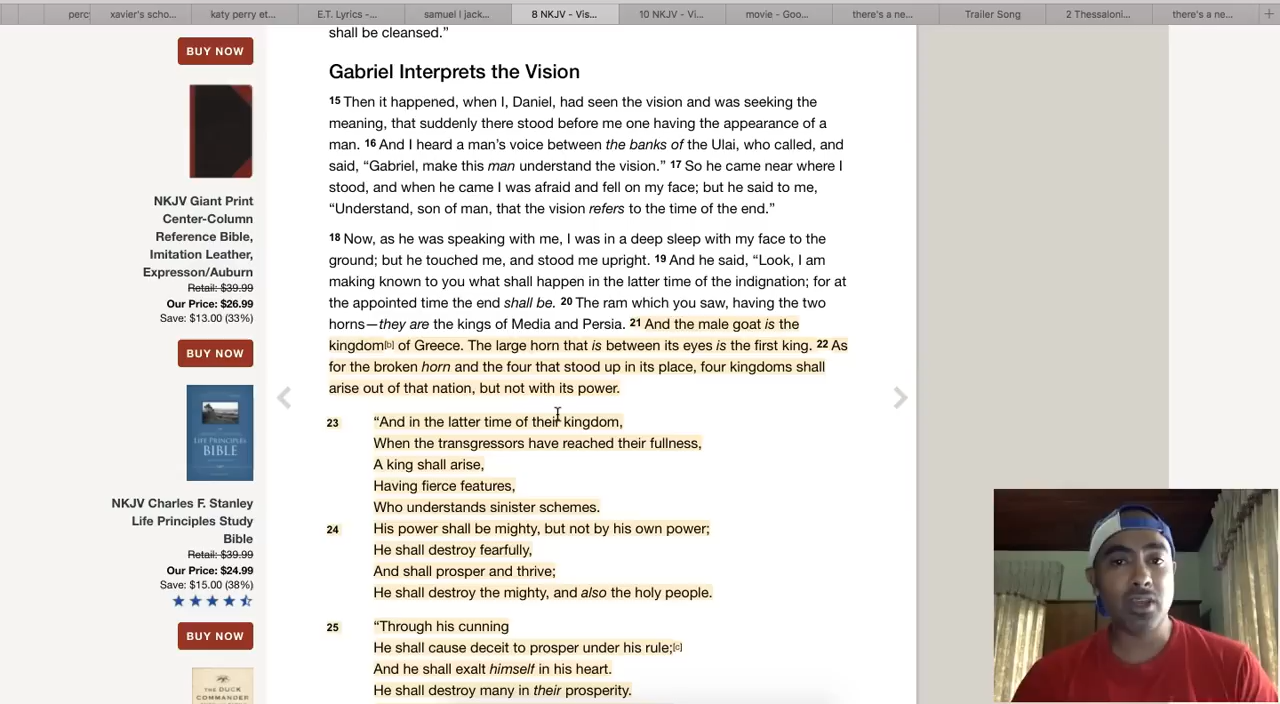 perc
xavier's scho...
katy perry et...
E.T. Lyrics -...
samuel l jack...
8 NKJV - Vis...
10 NKJV - Vi...
movie - Goo...
there's a ne...
Trailer Song
2 Thessaloni...
there's a ne...
BUY NOW
NKJV Giant Print
Center-Column
Reference Bible,
Imitation Leather,
Expresson/Auburn
Retail: $39.99
Our Price: $26.99
Save: $13.00 (33%)
BUY NOW
LIFE PRINCIPLES
BIBLE
NKJV Charles F. Stanley
Life Principles Study
Bible
Retail: $39.99
Our Price: $24.99
Save: $15.00 (38%)
BUY NOW
THE DUCK
COMMANDER
shall be cleansed.”
Gabriel Interprets the Vision
15 Then it happened, when I, Daniel, had seen the vision and was seeking the
meaning, that suddenly there stood before me one having the appearance of a
man. 16 And I heard a man’s voice between the banks of the Ulai, who called, and
said, “Gabriel, make this man understand the vision.” 17 So he came near where I
stood, and when he came I was afraid and fell on my face; but he said to me,
“Understand, son of man, that the vision refers to the time of the end.”
18 Now, as he was speaking with me, I was in a deep sleep with my face to the
ground; but he touched me, and stood me upright. 19 And he said, “Look, I am
making known to you what shall happen in the latter time of the indignation; for at
the appointed time the end shall be. 20 The ram which you saw, having the two
horns—they are the kings of Media and Persia. 21 And the male goat is the
kingdom[b] of Greece. The large horn that is between its eyes is the first king. 22 As
for the broken horn and the four that stood up in its place, four kingdoms shall
arise out of that nation, but not with its power.
23 “And in the latter time of their kingdom,
When the transgressors have reached their fullness,
A king shall arise,
Having fierce features,
Who understands sinister schemes.
24 His power shall be mighty, but not by his own power;
He shall destroy fearfully,
And shall prosper and thrive;
He shall destroy the mighty, and also the holy people.
25 “Through his cunning
He shall cause deceit to prosper under his rule;[c]
And he shall exalt himself in his heart.
He shall destroy many in their prosperity.